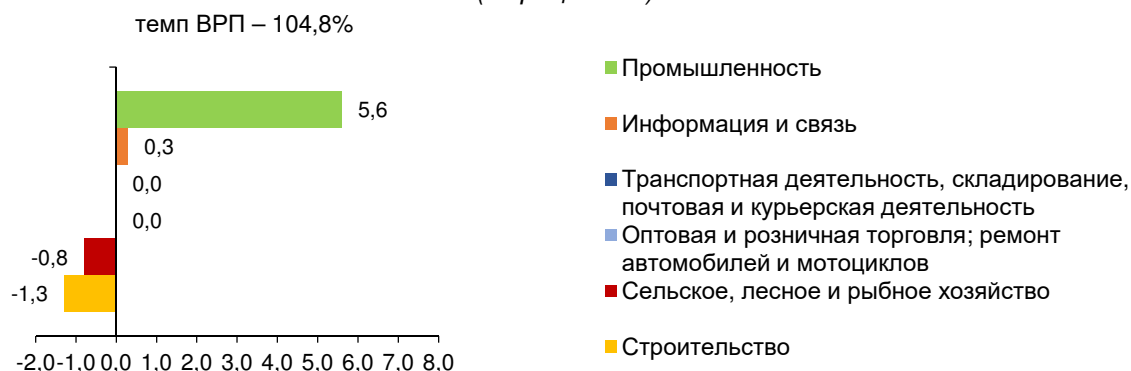 темп ВРП – 104,8%
5,6
0,3
0,0
0,0
-0,8
-1,3
-2,0 -1,0 0,0 1,0 2,0 3,0 4,0 5,0 6,0 7,0 8,0
Промышленность
Информация и связь
Транспортная деятельность, складирование,
почтовая и курьерская деятельность
Оптовая и розничная торговля; ремонт
автомобилей и мотоциклов
Сельское, лесное и рыбное хозяйство
Строительство